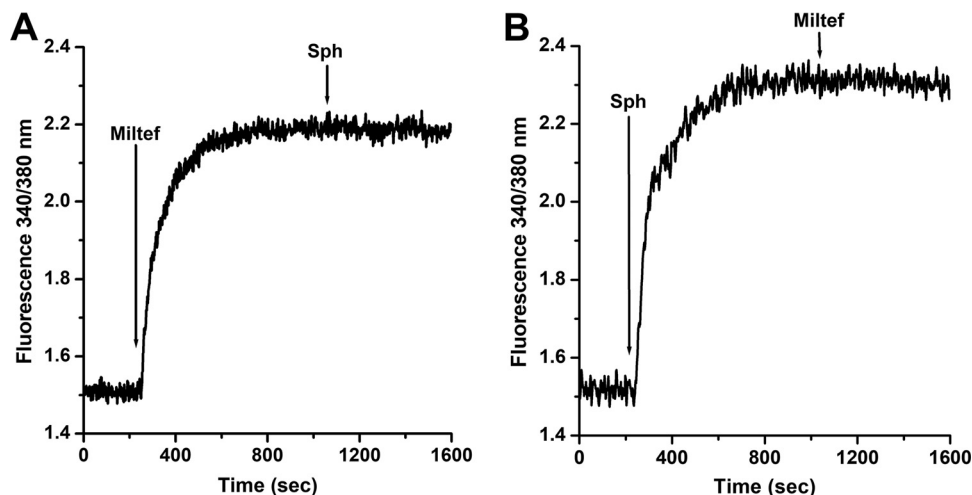 A
Fluorescence 340/380 nm
2.4
2.2
2.0
1.8
1.6
1.4
Miltef
Sph
0 400 800 1200 1600
Time (sec)
B
Fluorescence 340/380 nm
2.4
2.2
2.0
1.8
1.6
1.4
Sph
Miltef
0 400 800 1200 1600
Time (sec)